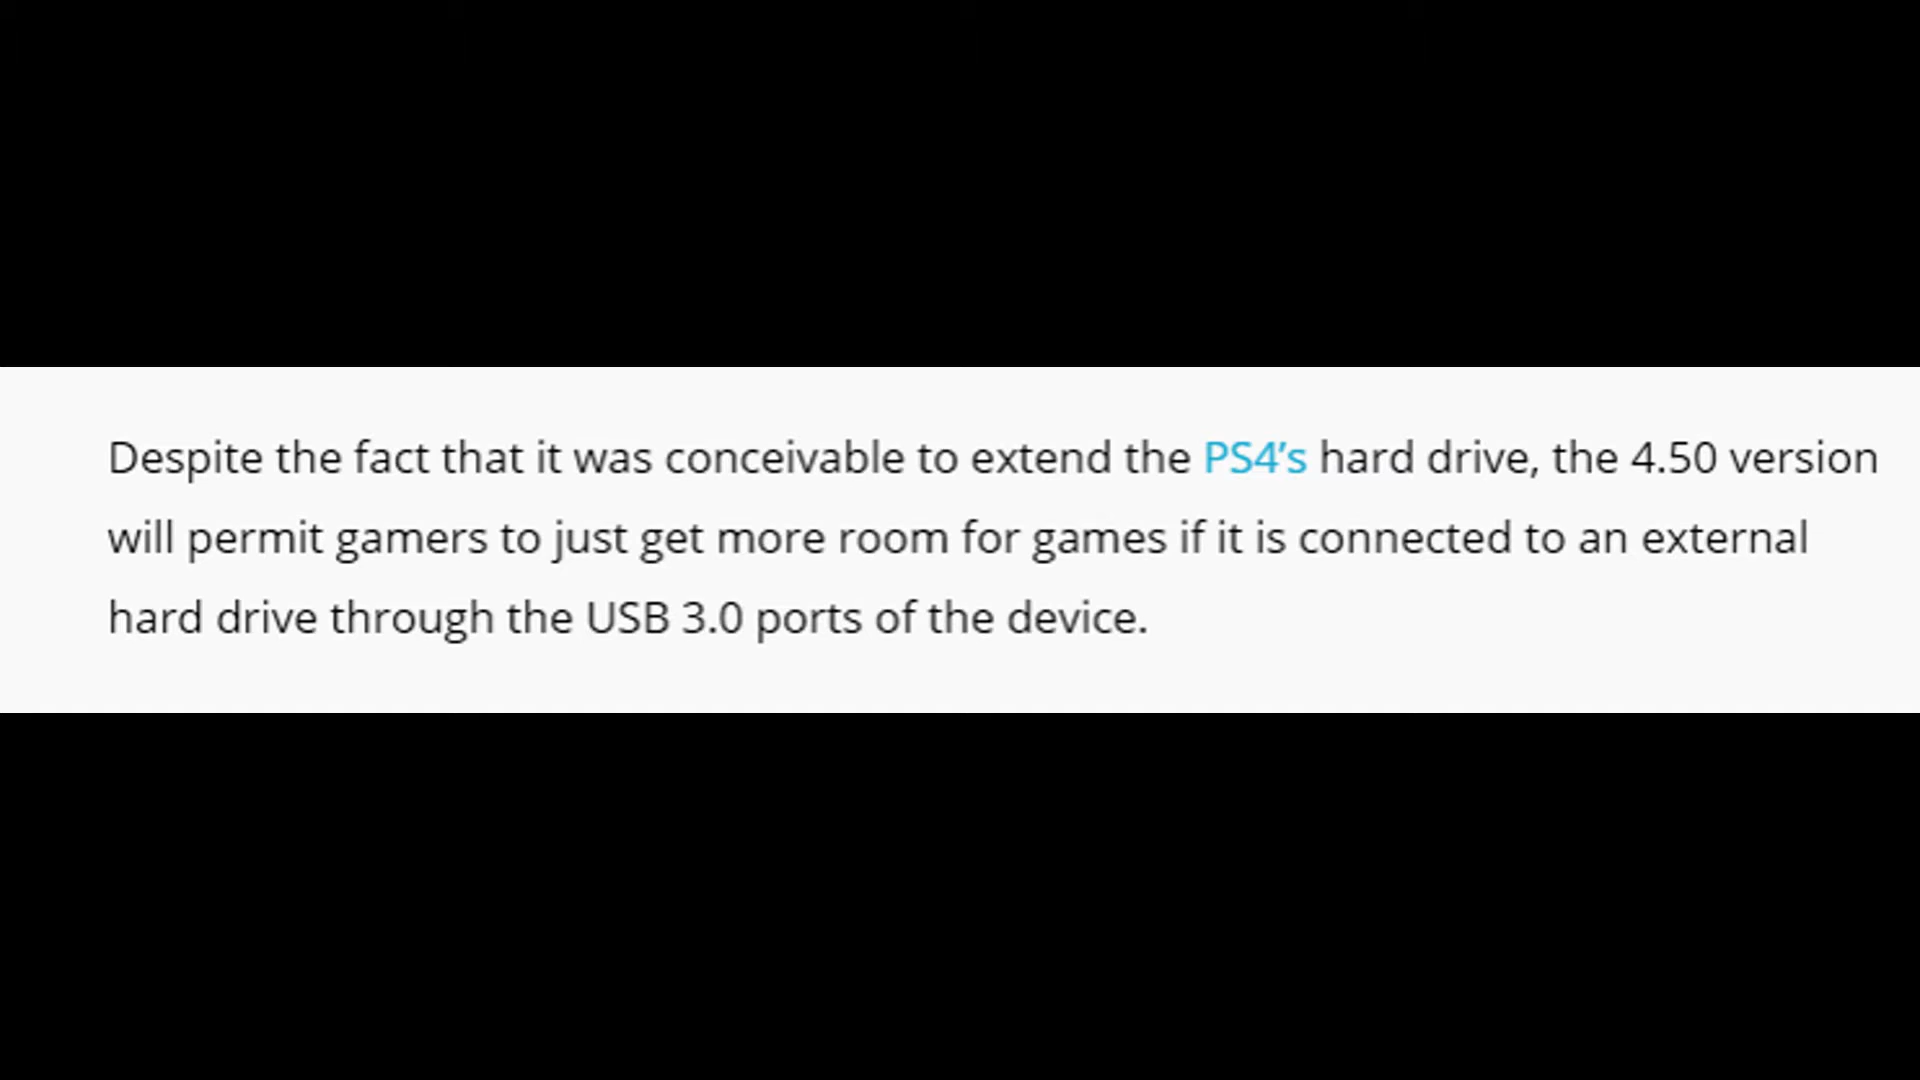 Despite the fact that it was conceivable to extend the PS4’s hard drive, the 4.50 version
will permit gamers to just get more room for games if it is connected to an external
hard drive through the USB 3.0 ports of the device.